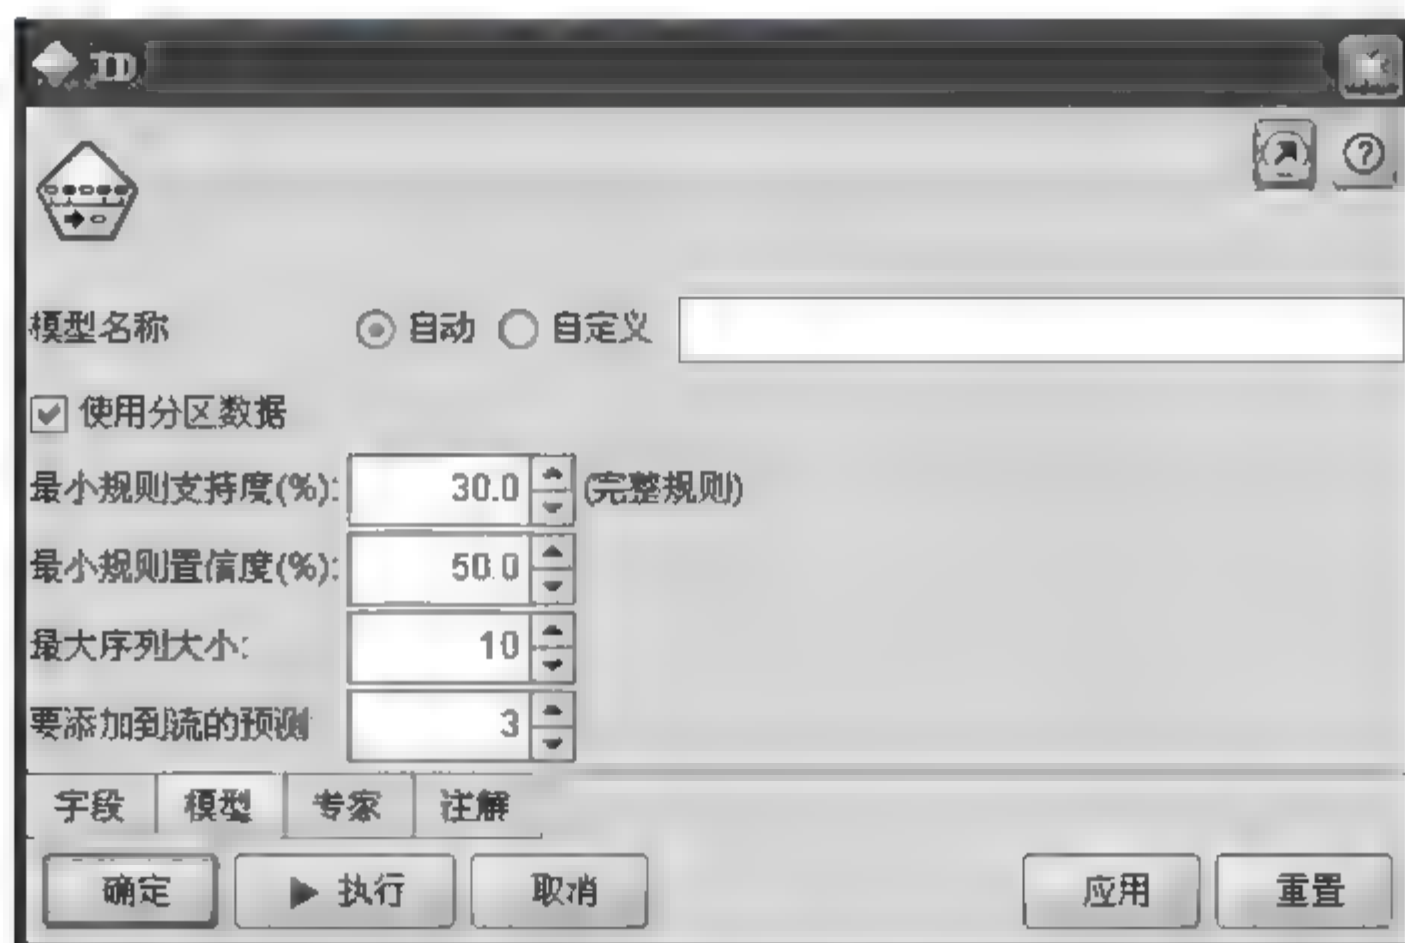 ID
模型名称 自动 自定义
使用分区数据
最小规则支持度(%): 30.0 (完整规则)
最小规则置信度(%): 50.0
最大序列大小: 10
要添加到流的预测 3
字段 模型 专家 注解
确定 执行 取消 应用 重置